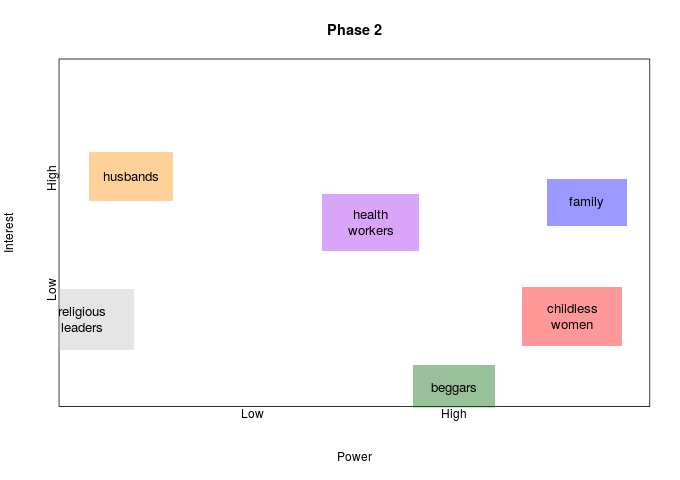 Phase 2
High
husbands
family
health
workers
Interest
Low
religious
leaders
childless
women
beggars
Low
High
Power